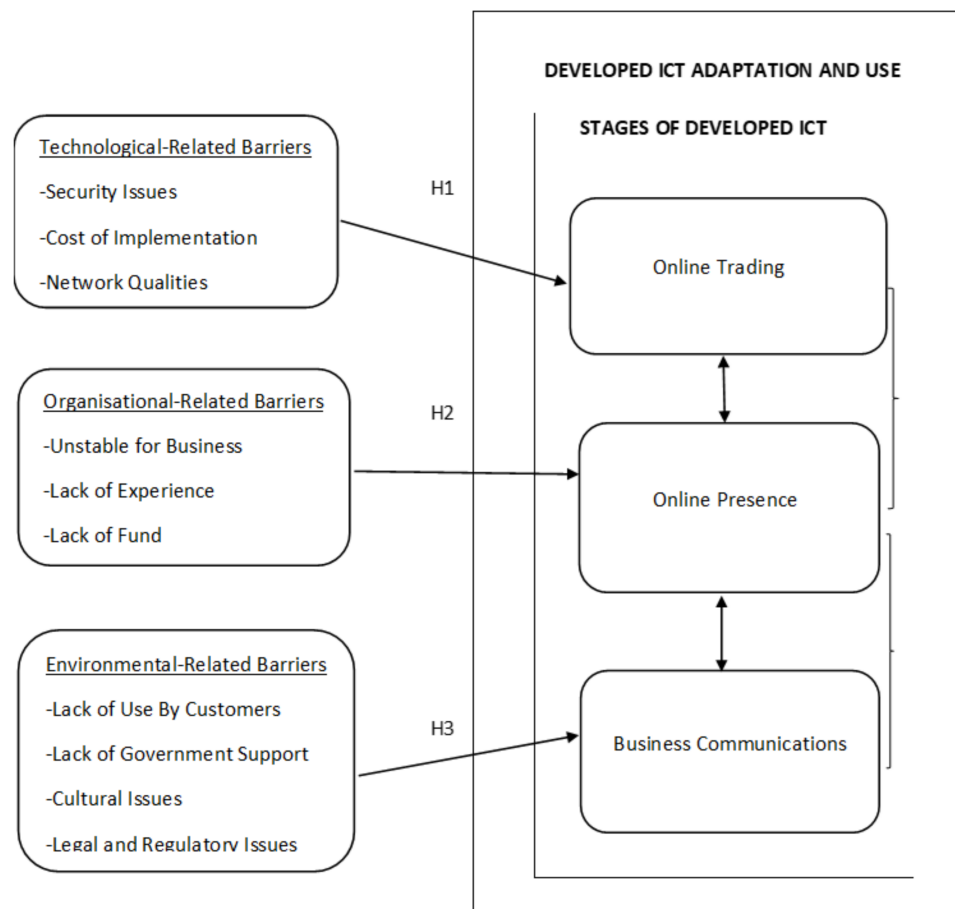 DEVELOPED ICT ADAPTATION AND USE
STAGES OF DEVELOPED ICT
Technological-Related Barriers
-Security Issues
-Cost of Implementation
-Network Qualities
H1
Online Trading
Organisational-Related Barriers
-Unstable for Business
-Lack of Experience
-Lack of Fund
H2
Online Presence
Environmental-Related Barriers
-Lack of Use By Customers
-Lack of Government Support
-Cultural Issues
-Legal and Regulatory Issues
H3
Business Communications